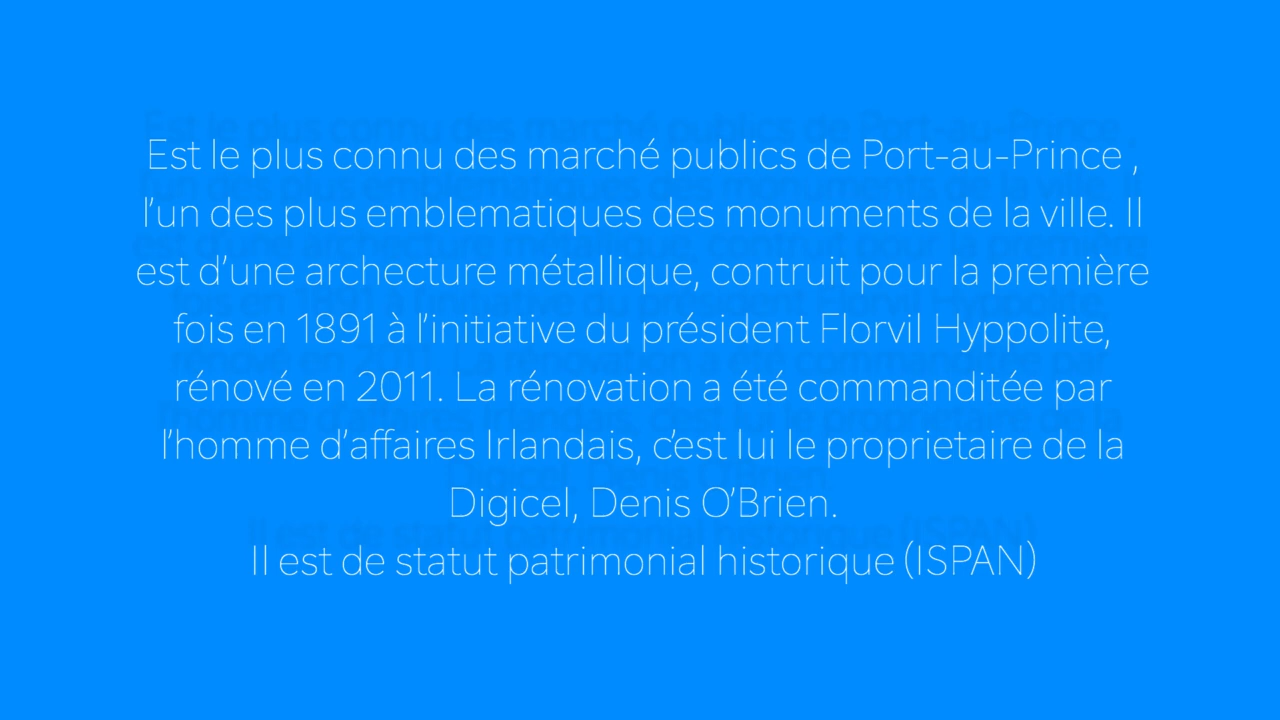 Est le plus connu des marché publics de Port-au-Prince ,
l'un des plus emblematiques des monuments de la ville. Il
est d'une archecture métallique, contruit pour la première
fois en 1891 à l'initiative du président Florvil Hyppolite,
rénové en 2011. La rénovation a été commanditée par
l'homme d'affaires Irlandais, c'est lui le proprietaire de la
Digicel, Denis O'Brien.
Il est de statut patrimonial historique (ISPAN)